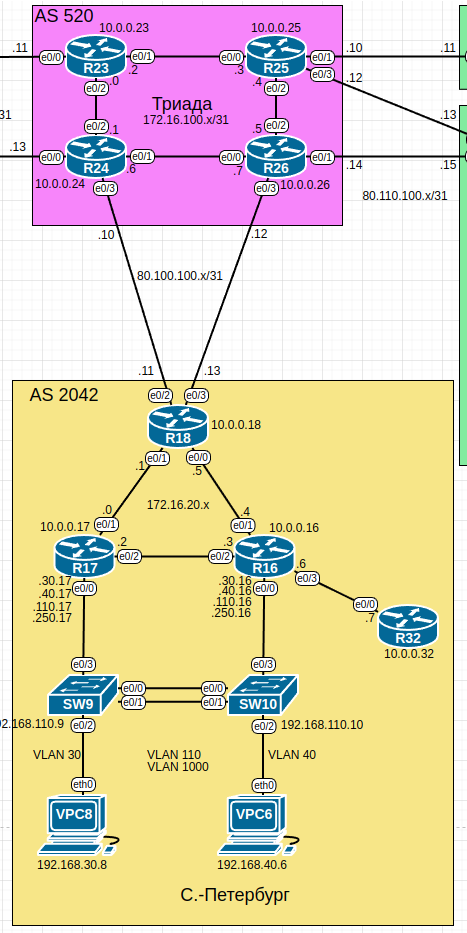 AS 520
10.0.0.23
10.0.0.25
.11
e0/0
R23
e0/1
.2
e0/0
.3
R25
e0/1
.10
.11
e0/3
.12
e0/2
.0
e0/2
.4
Триада
172.16.100.x/31
31
.13
e0/2
.1
e0/2
.5
.13
e0/0
R24
e0/1
.6
e0/0
.7
R26
e0/1
.14
.15
10.0.0.24
e0/3
e0/3
10.0.0.26
80.110.100.x/31
.10
.12
80.100.100.x/31
.11
.13
AS 2042
e0/2
e0/3
R18
10.0.0.18
.1
e0/1
e0/0
.5
172.16.20.x
.0
e0/1
.4
e0/1
10.0.0.17
10.0.0.16
R17
.2
e0/2
.3
e0/2
R16
.6
e0/3
.30.17
.40.17
.110.17
.250.17
e0/0
.30.16
.40.16
.110.16
.250.16
e0/0
e0/0
.7
R32
10.0.0.32
e0/3
e0/3
SW9
e0/0
e0/1
e0/0
e0/1
SW10
92.168.110.9
e0/2
e0/2
192.168.110.10
VLAN 30
VLAN 110
VLAN 1000
VLAN 40
eth0
eth0
VPC8
VPC6
192.168.30.8
192.168.40.6
С.-Петербург